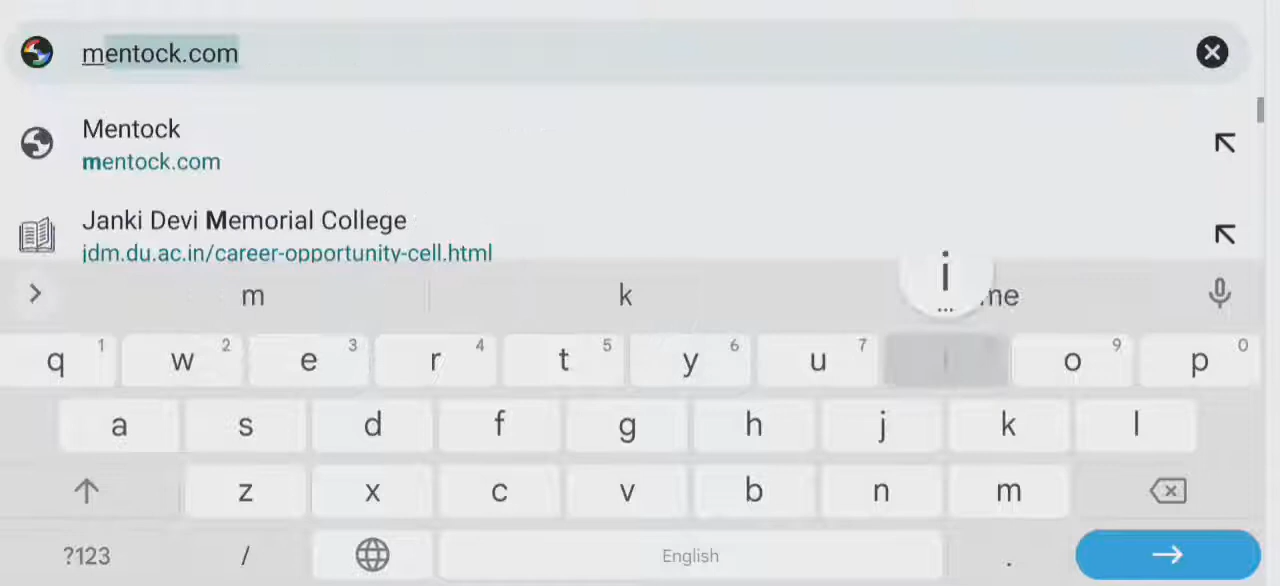 mentock.com
Mentock
mentock.com
Janki Devi Memorial College
jdm.du.ac.in/career-opportunity-cell.html
m k me
i
q 1 w 2 e 3 r 4 t 5 y 6 u 7 i o 9 p 0
a s d f g h j k l
z x c v b n m
?123 / English .